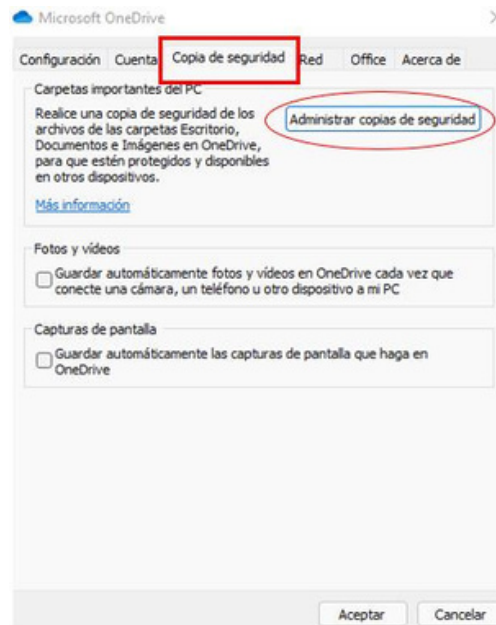 Microsoft OneDrive
Configuración Cuenta Copia de seguridad Red Office Acerca de
Carpetas importantes del PC
Realice una copia de seguridad de los
archivos de las carpetas Escritorio,
Documentos e Imágenes en OneDrive,
para que estén protegidos y disponibles
en otros dispositivos.
Administrar copias de seguridad
Más información
Fotos y vídeos
Guardar automáticamente fotos y vídeos en OneDrive cada vez que
conecte una cámara, un teléfono u otro dispositivo a mi PC
Capturas de pantalla
Guardar automáticamente las capturas de pantalla que haga en
OneDrive
Aceptar Cancelar